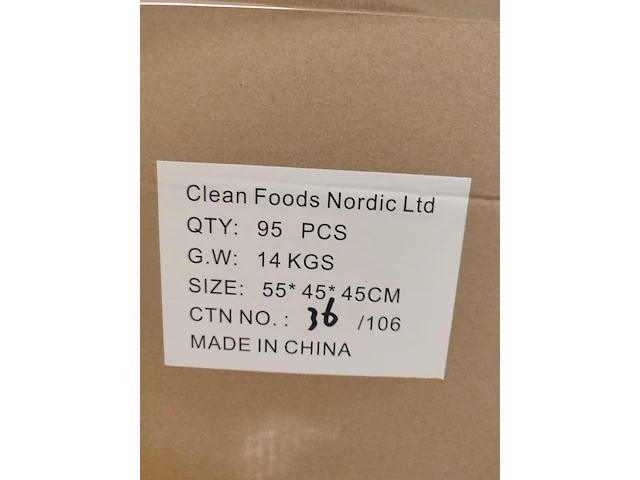 Clean Foods Nordic Ltd
QTY: 95 PCS
G.W: 14 KGS
SIZE: 55* 45* 45CM
CTN NO. : 36 /106
MADE IN CHINA